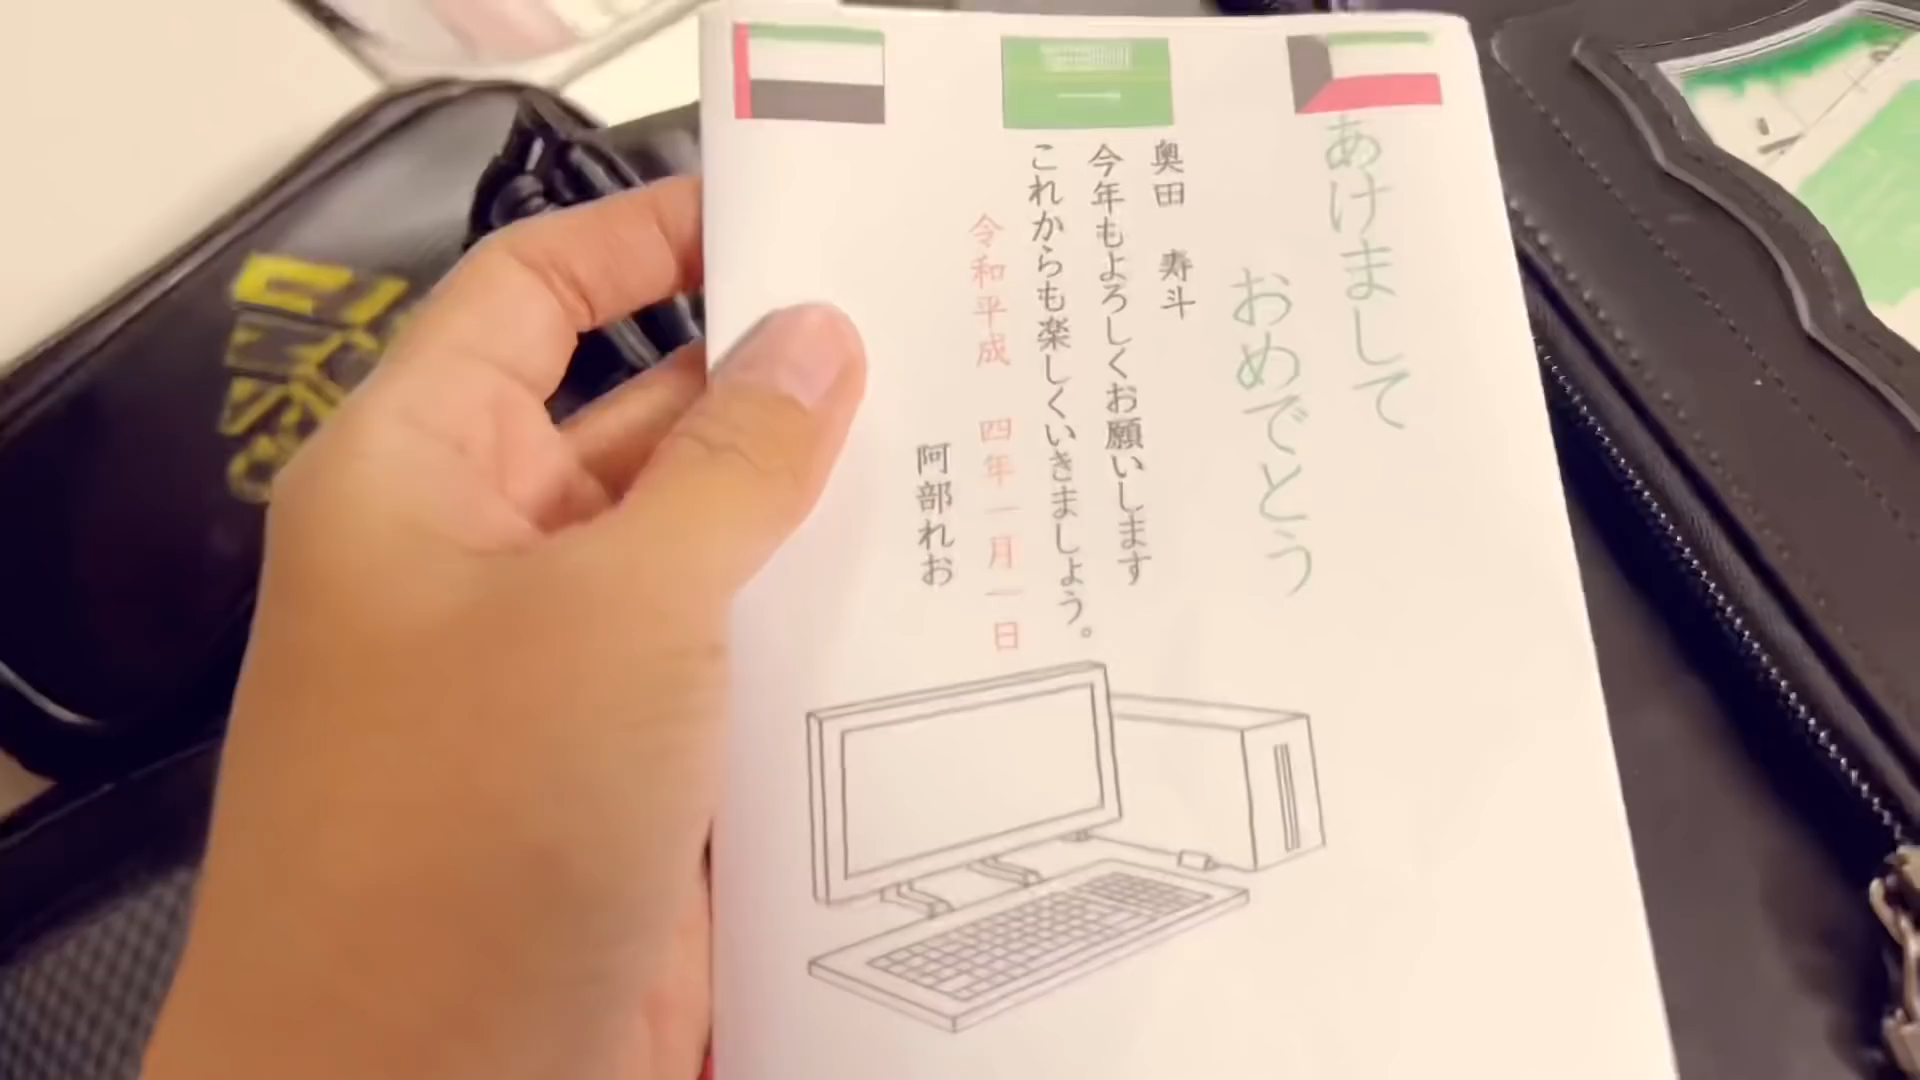 あけまして
おめでとう
奥田 寿斗
今年もよろしくお願いします
これからも楽しくいきましょう。
令和平成 四年一月一日
阿部れお